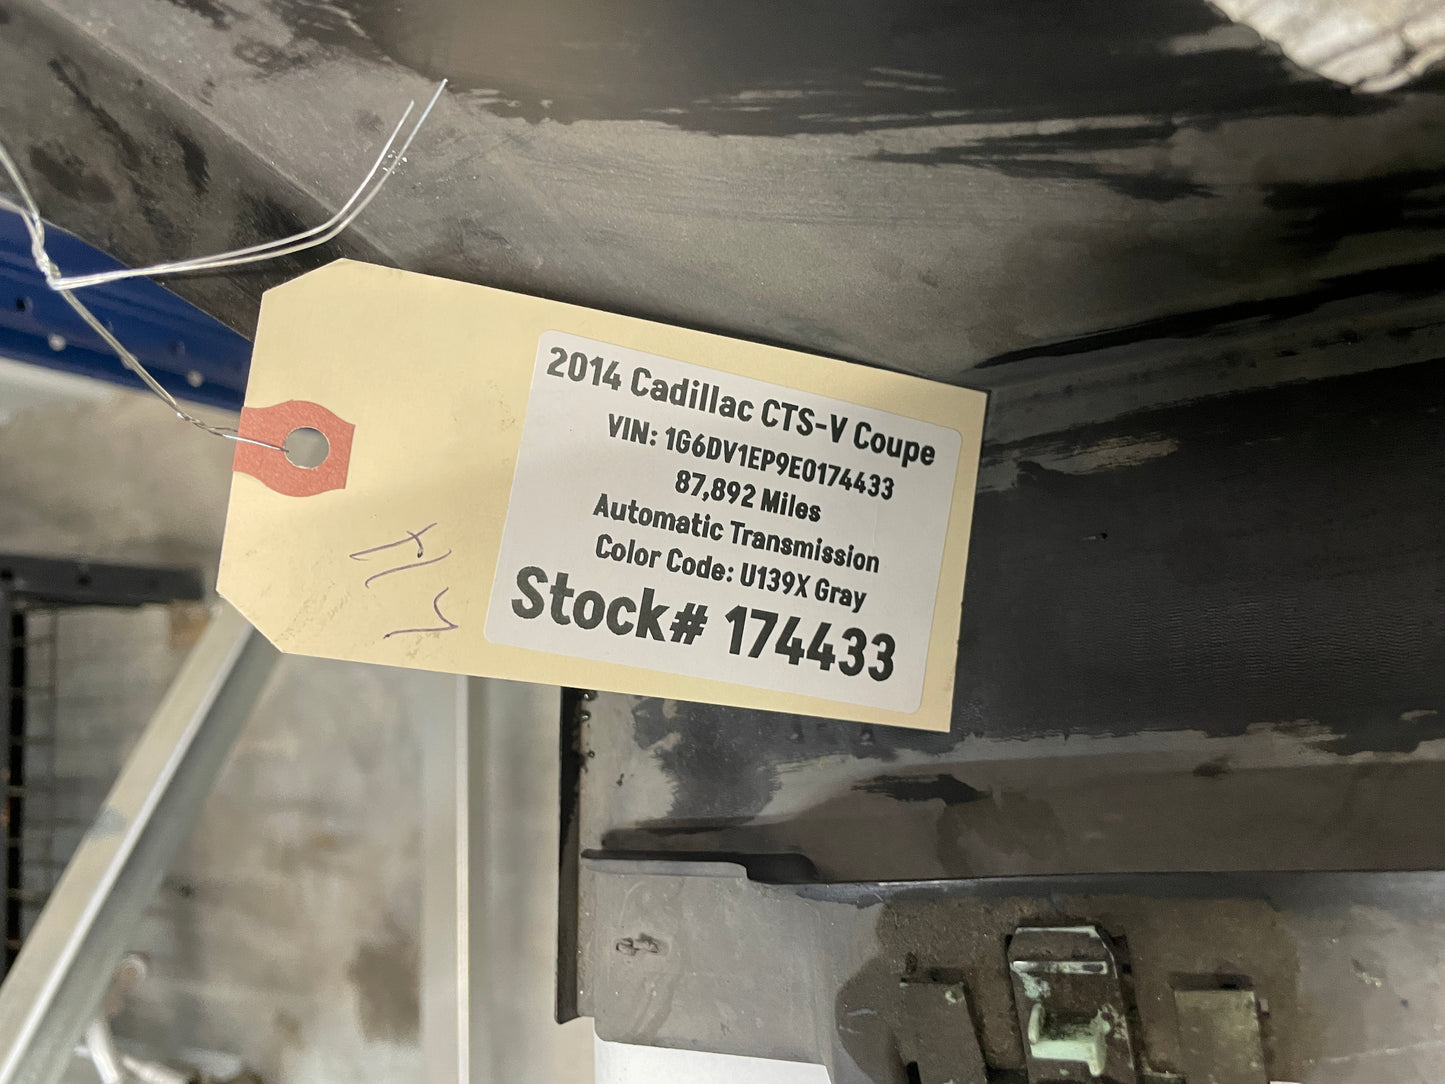 2014 Cadillac CTS-V Coupe
VIN: 1G6DV1EP9E0174433
87,892 Miles
Automatic Transmission
Color Code: U139X Gray
Stock# 174433